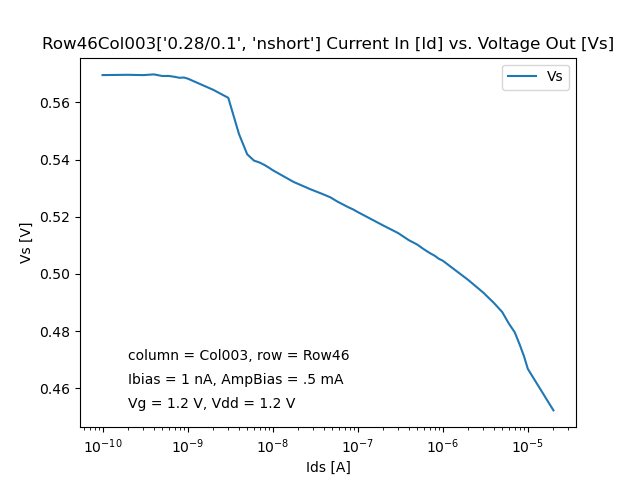 Row46Col003['0.28/0.1', 'nshort'] Current In [Id] vs. Voltage Out [Vs]
Vs
0.56
0.54
0.52
0.50
0.48
0.46
Vs [V]
column = Col003, row = Row46
Ibias = 1 nA, AmpBias = .5 mA
Vg = 1.2 V, Vdd = 1.2 V
10⁻¹⁰ 10⁻⁹ 10⁻⁸ 10⁻⁷ 10⁻⁶ 10⁻⁵
Ids [A]